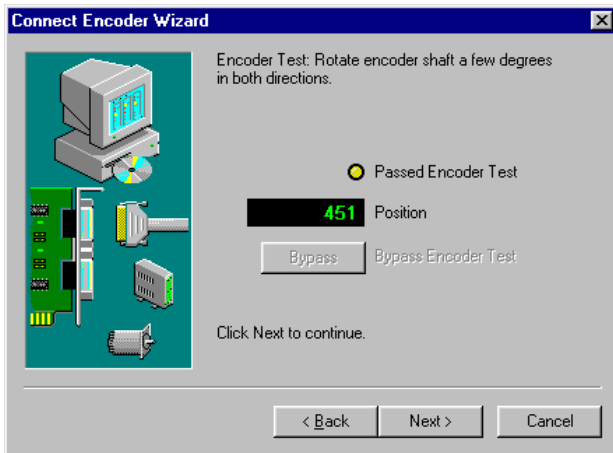 Connect Encoder Wizard
Encoder Test: Rotate encoder shaft a few degrees
in both directions.
Passed Encoder Test
451 Position
Bypass Bypass Encoder Test
Click Next to continue.
< Back Next > Cancel